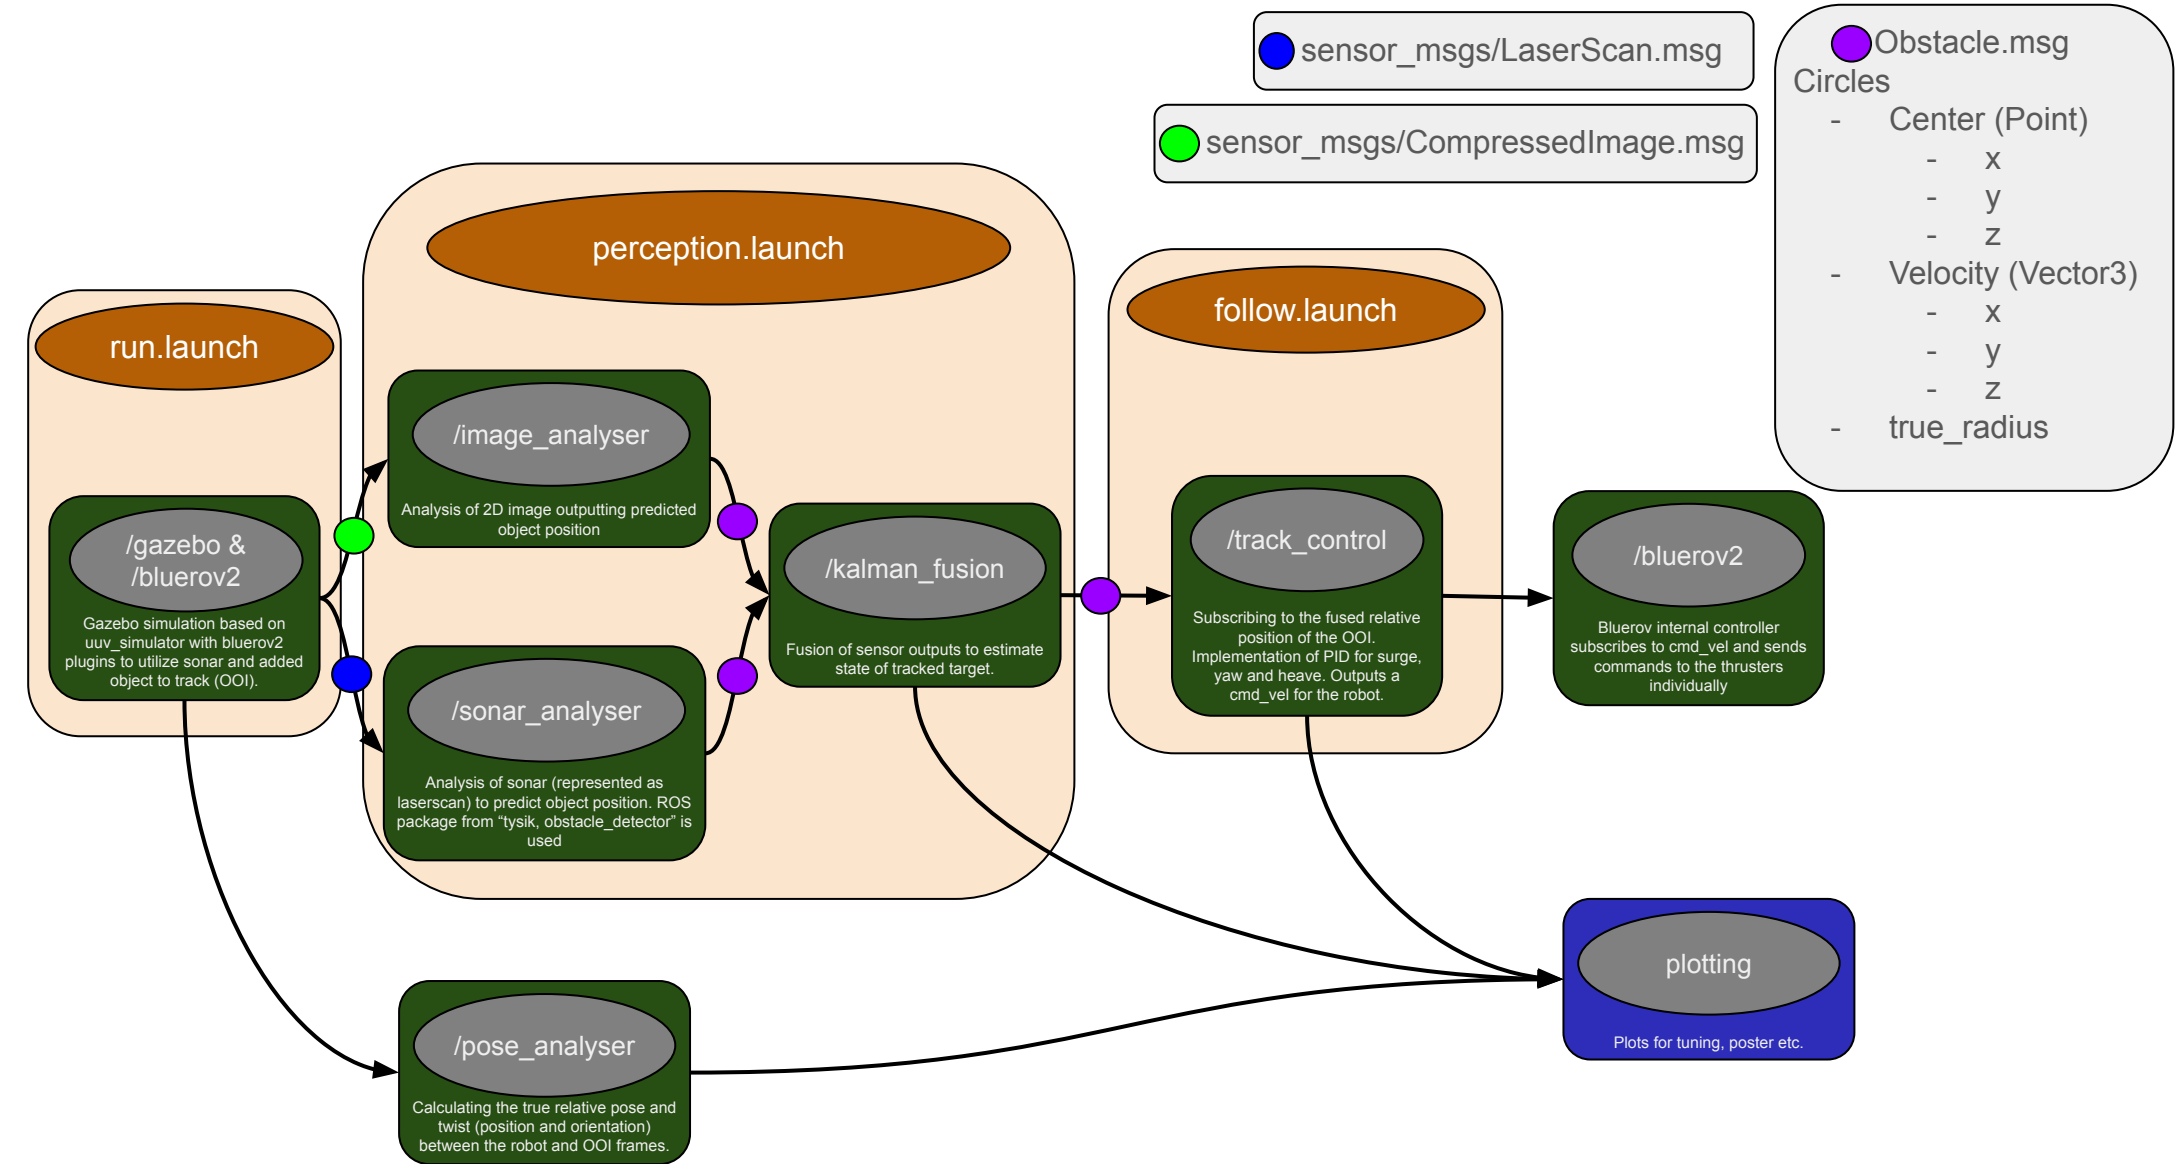 sensor_msgs/LaserScan.msg
sensor_msgs/CompressedImage.msg
Obstacle.msg
Circles
- Center (Point)
- x
- y
- z
- Velocity (Vector3)
- x
- y
- z
- true_radius
run.launch
/gazebo &
/bluerov2
Gazebo simulation based on
uuv_simulator with bluerov2
plugins to utilize sonar and added
object to track (OOI).
perception.launch
/image_analyser
Analysis of 2D image outputting predicted
object position
/sonar_analyser
Analysis of sonar (represented as
laserscan) to predict object position. ROS
package from “tysik, obstacle_detector” is
used
/kalman_fusion
Fusion of sensor outputs to estimate
state of tracked target.
follow.launch
/track_control
Subscribing to the fused relative
position of the OOI.
Implementation of PID for surge,
yaw and heave. Outputs a
cmd_vel for the robot.
/bluerov2
Bluerov internal controller
subscribes to cmd_vel and sends
commands to the thrusters
individually
/pose_analyser
Calculating the true relative pose and
twist (position and orientation)
between the robot and OOI frames.
plotting
Plots for tuning, poster etc.